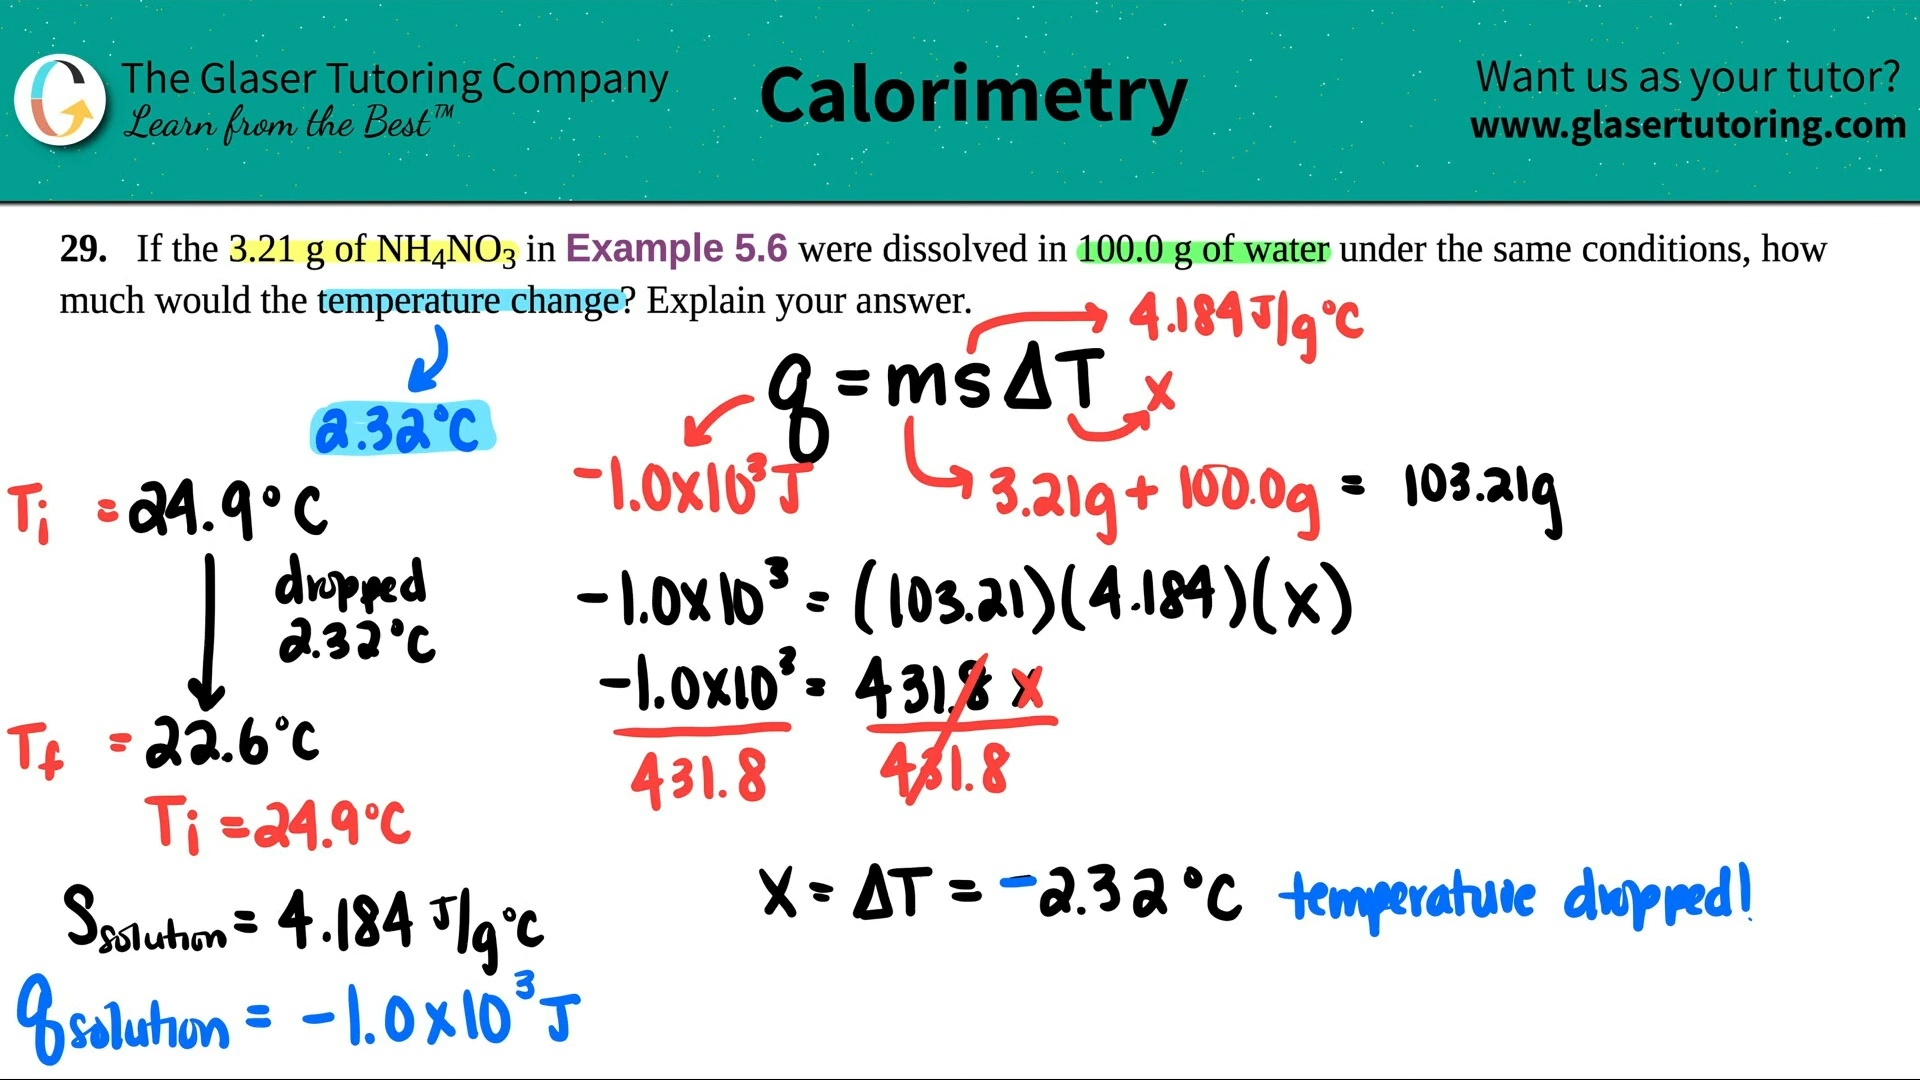 The Glaser Tutoring Company
Learn from the Best™
Calorimetry
Want us as your tutor?
www.glasertutoring.com
29. If the 3.21 g of NH₄NO₃ in Example 5.6 were dissolved in 100.0 g of water under the same conditions, how
much would the temperature change? Explain your answer.
4.184 J/g°C
q = msΔT
x
2.32°C
-1.0x10³ J
3.21g + 100.0g = 103.21g
Ti = 24.9°C
dropped
2.32°C
-1.0x10³ = (103.21)(4.184)(x)
-1.0x10³ = 431.8 x
431.8 431.8
Tf = 22.6°C
Ti = 24.9°C
x = ΔT = -2.32°C temperature dropped!
Ssolution = 4.184 J/g°C
qsolution = -1.0x10³ J